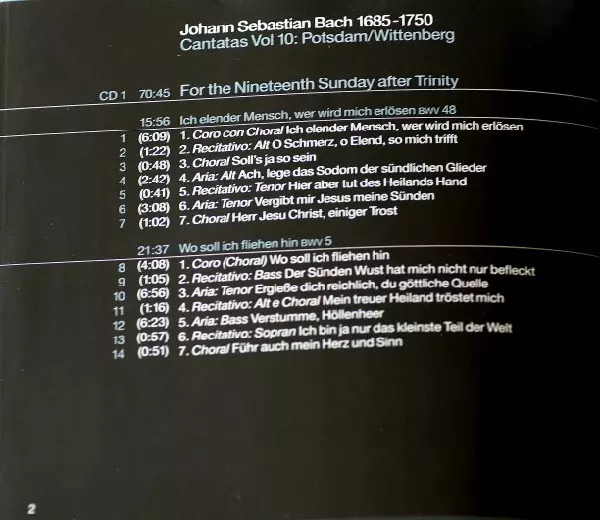 Johann Sebastian Bach 1685-1750
Cantatas Vol 10: Potsdam/Wittenberg
CD 1 70:45 For the Nineteenth Sunday after Trinity
15:56 Ich elender Mensch, wer wird mich erlösen BWV 48
1 (6:09) 1. Coro con Choral Ich elender Mensch, wer wird mich erlösen
2 (1:22) 2. Recitativo: Alt O Schmerz, o Elend, so mich trifft
3 (0:48) 3. Choral Soll's ja so sein
4 (2:42) 4. Aria: Alt Ach, lege das Sodom der sündlichen Glieder
5 (0:41) 5. Recitativo: Tenor Hier aber tut des Heilands Hand
6 (3:08) 6. Aria: Tenor Vergibt mir Jesus meine Sünden
7 (1:02) 7. Choral Herr Jesu Christ, einiger Trost
21:37 Wo soll ich fliehen hin BWV 5
8 (4:08) 1. Coro (Choral) Wo soll ich fliehen hin
9 (1:05) 2. Recitativo: Bass Der Sünden Wust hat mich nicht nur befleckt
10 (6:56) 3. Aria: Tenor Ergieße dich reichlich, du göttliche Quelle
11 (1:16) 4. Recitativo: Alt e Choral Mein treuer Heiland tröstet mich
12 (6:23) 5. Aria: Bass Verstumme, Höllenheer
13 (0:57) 6. Recitativo: Sopran Ich bin ja nur das kleinste Teil der Welt
14 (0:51) 7. Choral Führ auch mein Herz und Sinn
2